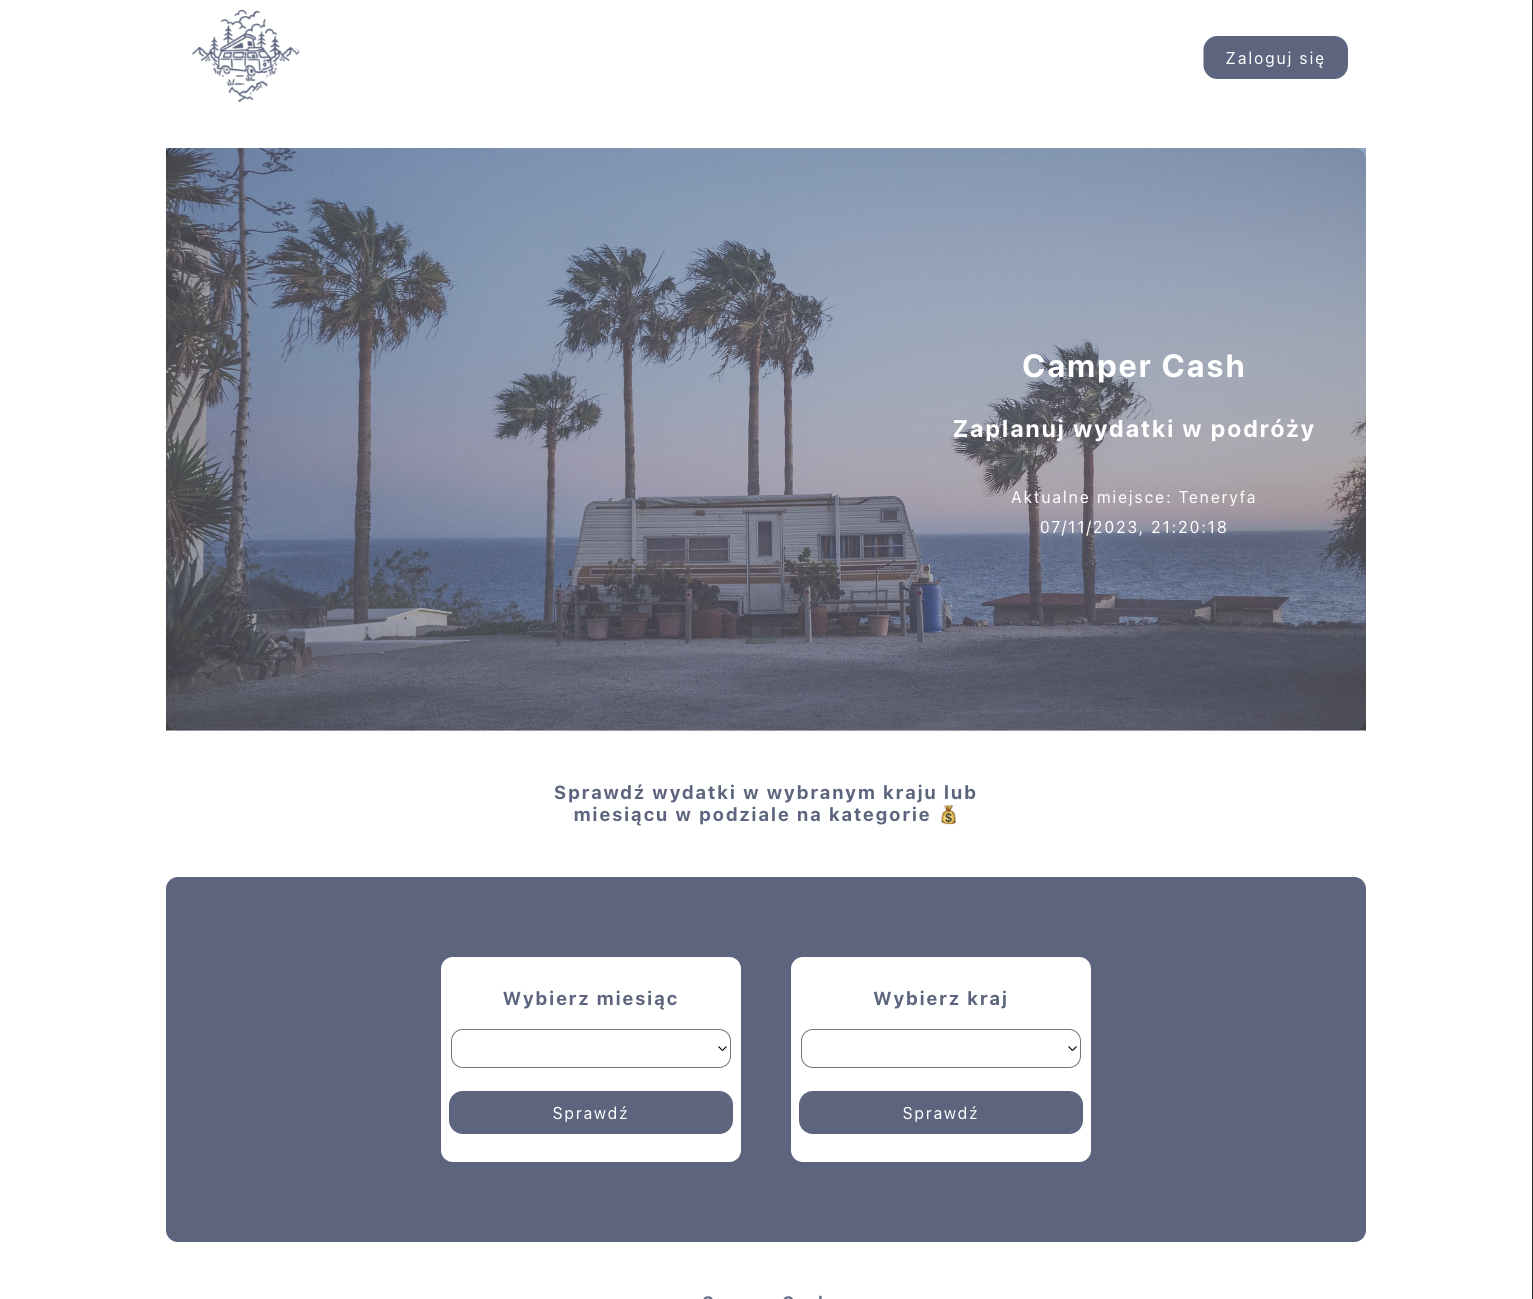 Zaloguj się
Camper Cash
Zaplanuj wydatki w podróży
Aktualne miejsce: Teneryfa
07/11/2023, 21:20:18
Sprawdź wydatki w wybranym kraju lub
miesiącu w podziale na kategorie 💰
Wybierz miesiąc
Wybierz kraj
Sprawdź
Sprawdź